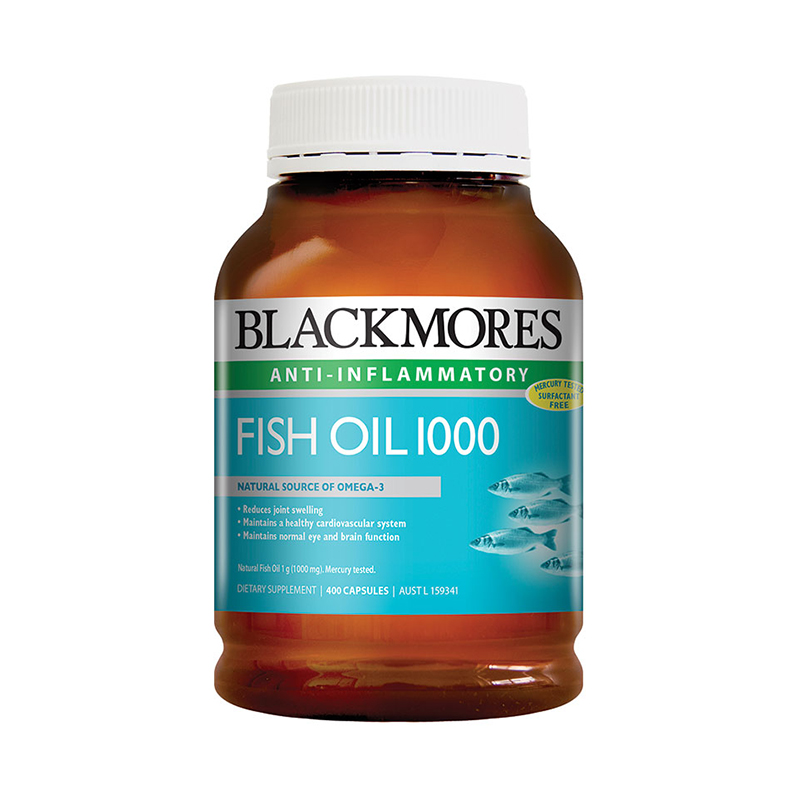 BLACKMORES
ANTI-INFLAMMATORY
MERCURY TESTED
SURFACTANT
FREE
FISH OIL 1000
NATURAL SOURCE OF OMEGA-3
• Reduces joint swelling
• Maintains a healthy cardiovascular system
• Maintains normal eye and brain function
Natural Fish Oil 1 g (1000 mg). Mercury tested.
DIETARY SUPPLEMENT | 400 CAPSULES | AUST L 159341